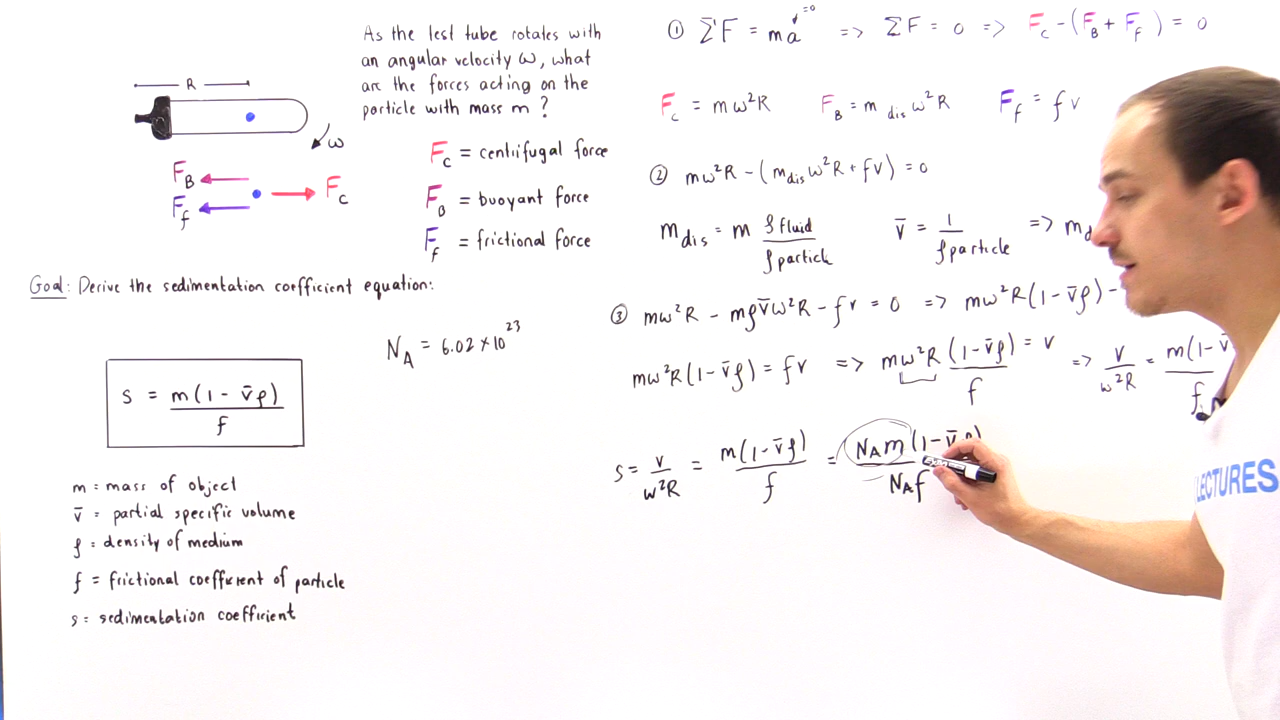 As the test tube rotates with
an angular velocity ω, what
are the forces acting on the
particle with mass m ?
R
ω
F_B
F_f
F_c
F_c = centrifugal force
F_B = buoyant force
F_f = frictional force
Goal: Derive the sedimentation coefficient equation:
s = m(1 - v̄ρ) / f
N_A = 6.02 × 10^23
m = mass of object
v̄ = partial specific volume
ρ = density of medium
f = frictional coefficient of particle
s = sedimentation coefficient
① ΣF = ma =0 => ΣF = 0 => F_c - (F_B + F_f) = 0
F_c = mω²R F_B = m_dis ω²R F_f = fv
② mω²R - (m_dis ω²R + fv) = 0
m_dis = m ρfluid / ρparticle v̄ = 1 / ρparticle => m_d
③ mω²R - mρv̄ω²R - fv = 0 => mω²R(1 - v̄ρ) -
mω²R(1 - v̄ρ) = fv => mω²R (1 - v̄ρ) / f = v => v / ω²R = m(1 - v̄ / f
s = v / ω²R = m(1 - v̄ρ) / f = N_A m (1 - v̄ρ) / N_A f
LECTURES